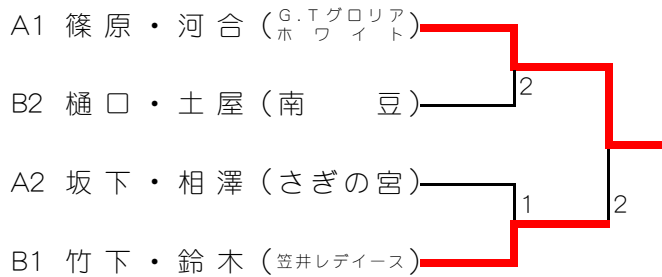 A1 篠原・河合(G.Tグロリアホワイト)
2
B2 樋口・土屋(南豆)
A2 坂下・相澤(さぎの宮)
1
2
B1 竹下・鈴木(笠井レディース)